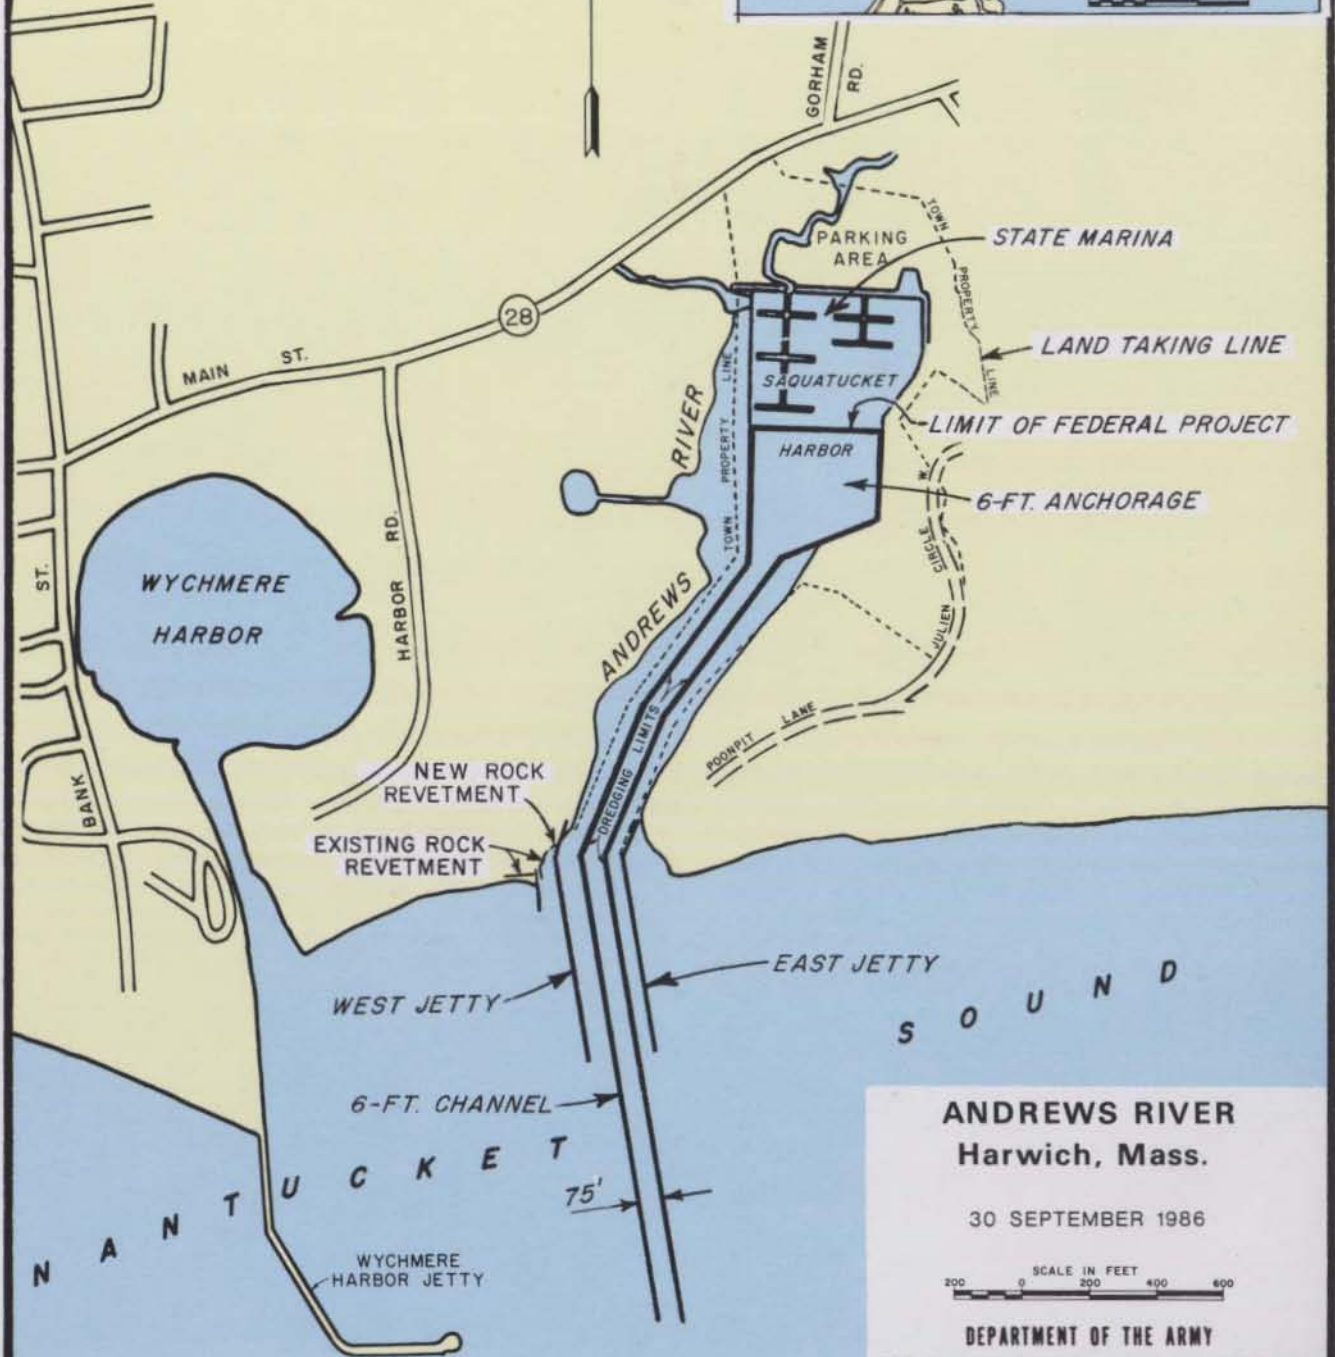 GORHAM
RD.
TOWN
PROPERTY
LINE
PARKING
AREA
STATE MARINA
28
LAND TAKING LINE
MAIN ST.
SAQUATUCKET
LIMIT OF FEDERAL PROJECT
HARBOR
6-FT. ANCHORAGE
RIVER
TOWN PROPERTY LINE
HARBOR RD.
ST.
WYCHMERE
HARBOR
W.
CIRCLE
JULIEN
ANDREWS
DREDGING LIMITS
POONPIT LANE
NEW ROCK
REVETMENT
BANK
EXISTING ROCK
REVETMENT
WEST JETTY
EAST JETTY
6-FT. CHANNEL
75'
NANTUCKET SOUND
WYCHMERE
HARBOR JETTY
ANDREWS RIVER
Harwich, Mass.
30 SEPTEMBER 1986
SCALE IN FEET
200 0 200 400 600
DEPARTMENT OF THE ARMY